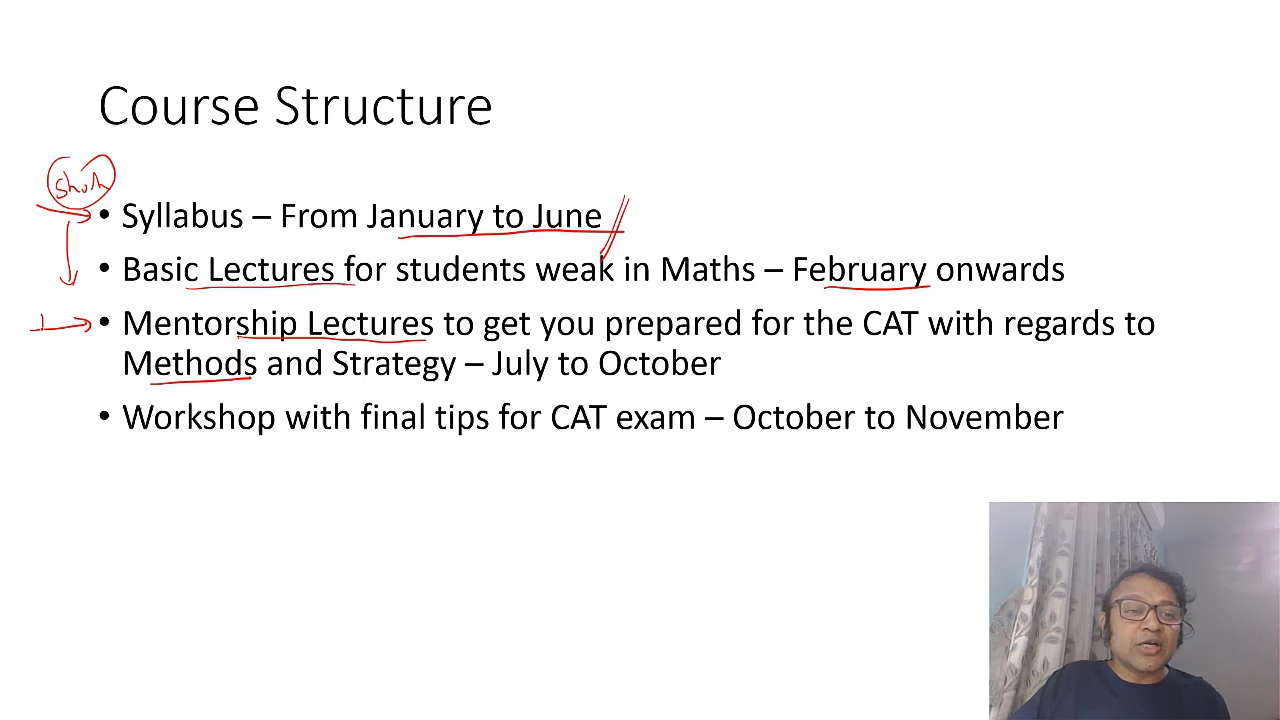 Course Structure
• Syllabus – From January to June
• Basic Lectures for students weak in Maths – February onwards
• Mentorship Lectures to get you prepared for the CAT with regards to
Methods and Strategy – July to October
• Workshop with final tips for CAT exam – October to November